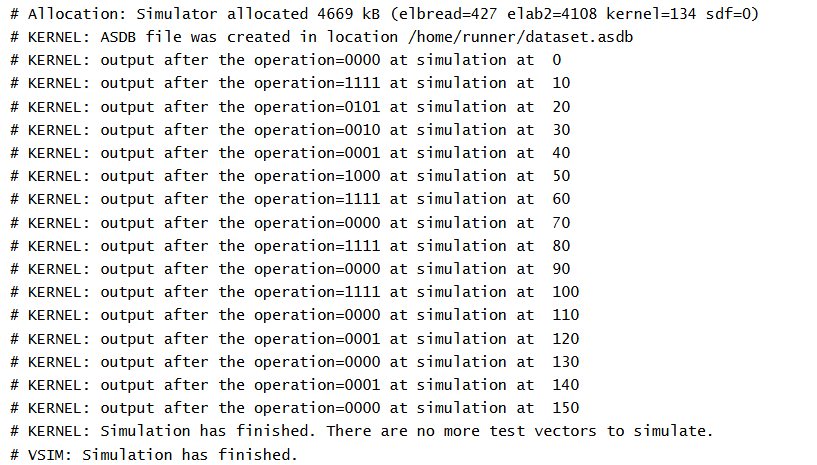 # Allocation: Simulator allocated 4669 kB (elbread=427 elab2=4108 kernel=134 sdf=0)
# KERNEL: ASDB file was created in location /home/runner/dataset.asdb
# KERNEL: output after the operation=0000 at simulation at  0
# KERNEL: output after the operation=1111 at simulation at  10
# KERNEL: output after the operation=0101 at simulation at  20
# KERNEL: output after the operation=0010 at simulation at  30
# KERNEL: output after the operation=0001 at simulation at  40
# KERNEL: output after the operation=1000 at simulation at  50
# KERNEL: output after the operation=1111 at simulation at  60
# KERNEL: output after the operation=0000 at simulation at  70
# KERNEL: output after the operation=1111 at simulation at  80
# KERNEL: output after the operation=0000 at simulation at  90
# KERNEL: output after the operation=1111 at simulation at  100
# KERNEL: output after the operation=0000 at simulation at  110
# KERNEL: output after the operation=0001 at simulation at  120
# KERNEL: output after the operation=0000 at simulation at  130
# KERNEL: output after the operation=0001 at simulation at  140
# KERNEL: output after the operation=0000 at simulation at  150
# KERNEL: Simulation has finished. There are no more test vectors to simulate.
# VSIM: Simulation has finished.